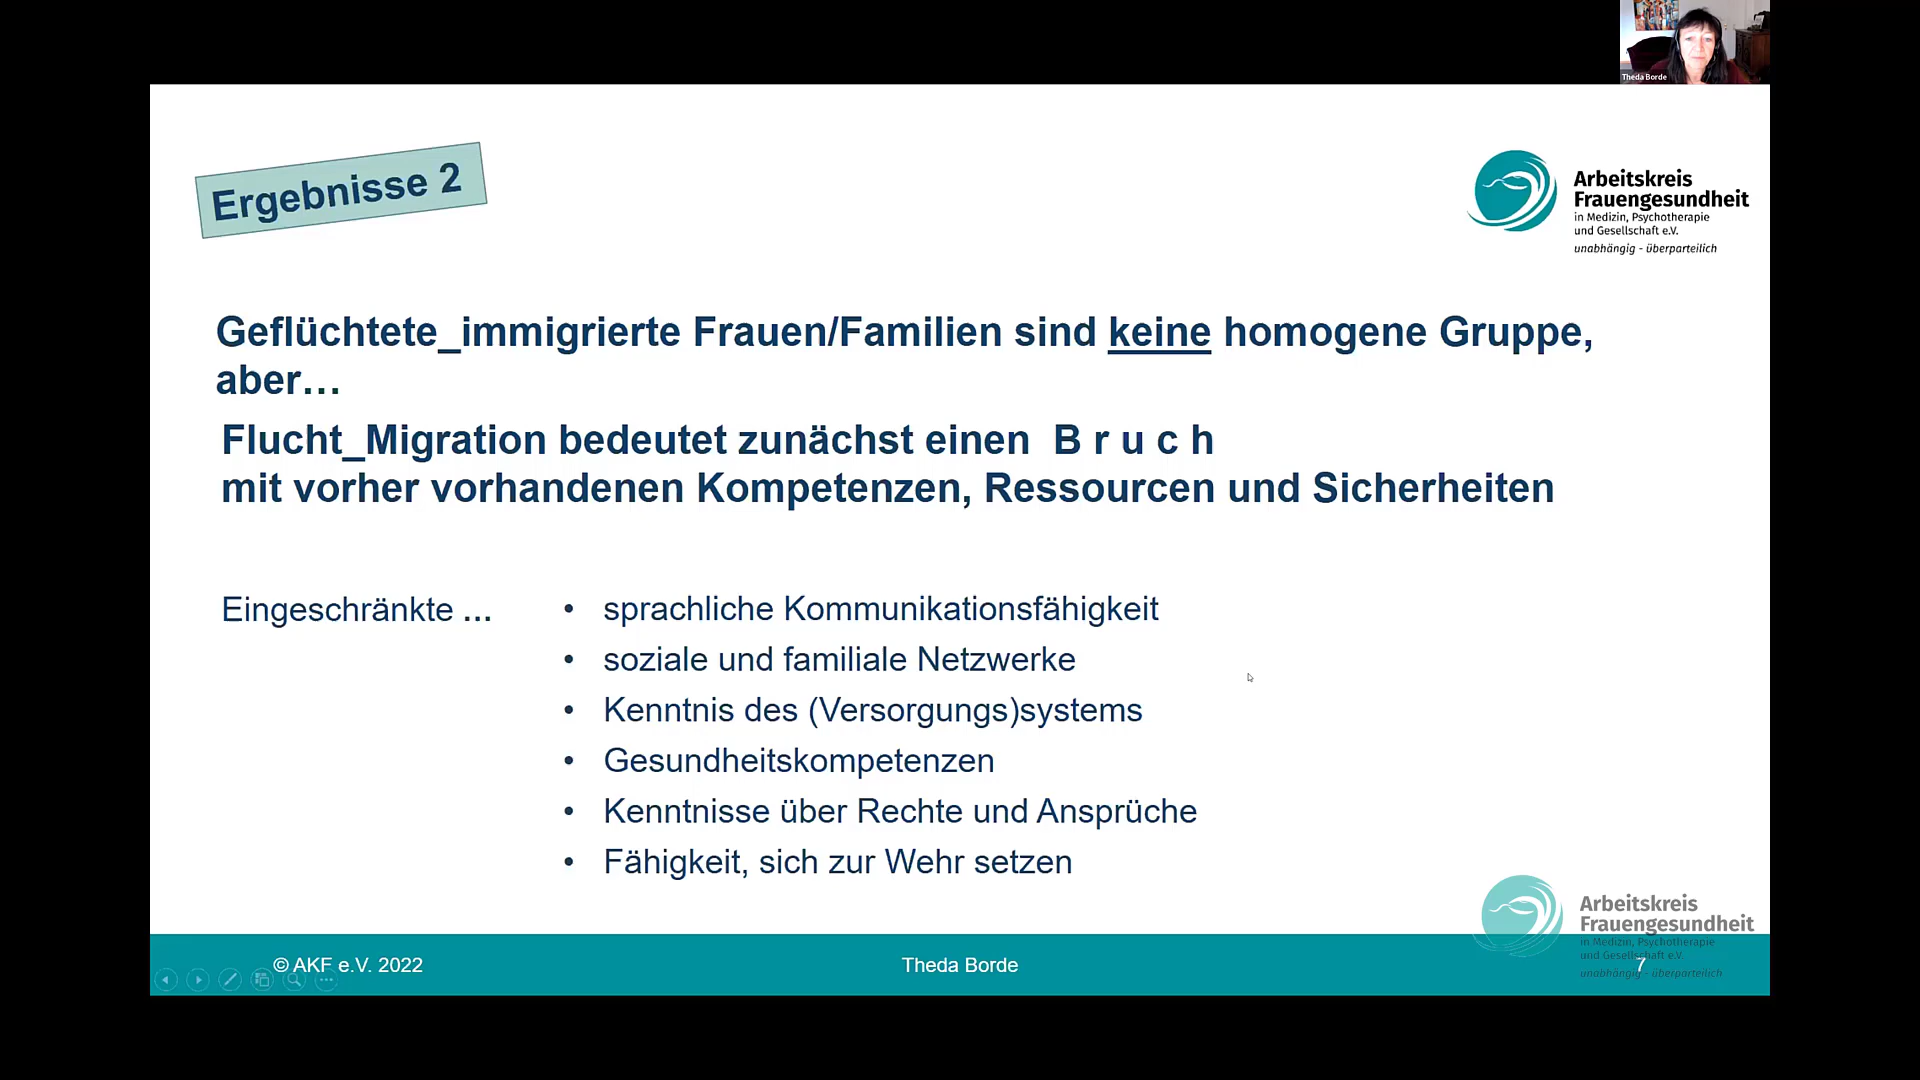 Theda Borde
Ergebnisse 2
Arbeitskreis
Frauengesundheit
in Medizin, Psychotherapie
und Gesellschaft e.V.
unabhängig - überparteilich
Geflüchtete_immigrierte Frauen/Familien sind keine homogene Gruppe,
aber…
Flucht_Migration bedeutet zunächst einen B r u c h
mit vorher vorhandenen Kompetenzen, Ressourcen und Sicherheiten
Eingeschränkte ...
• sprachliche Kommunikationsfähigkeit
• soziale und familiale Netzwerke
• Kenntnis des (Versorgungs)systems
• Gesundheitskompetenzen
• Kenntnisse über Rechte und Ansprüche
• Fähigkeit, sich zur Wehr setzen
Arbeitskreis
Frauengesundheit
in Medizin, Psychotherapie
und Gesellschaft e.V.
unabhängig - überparteilich
© AKF e.V. 2022
Theda Borde
7